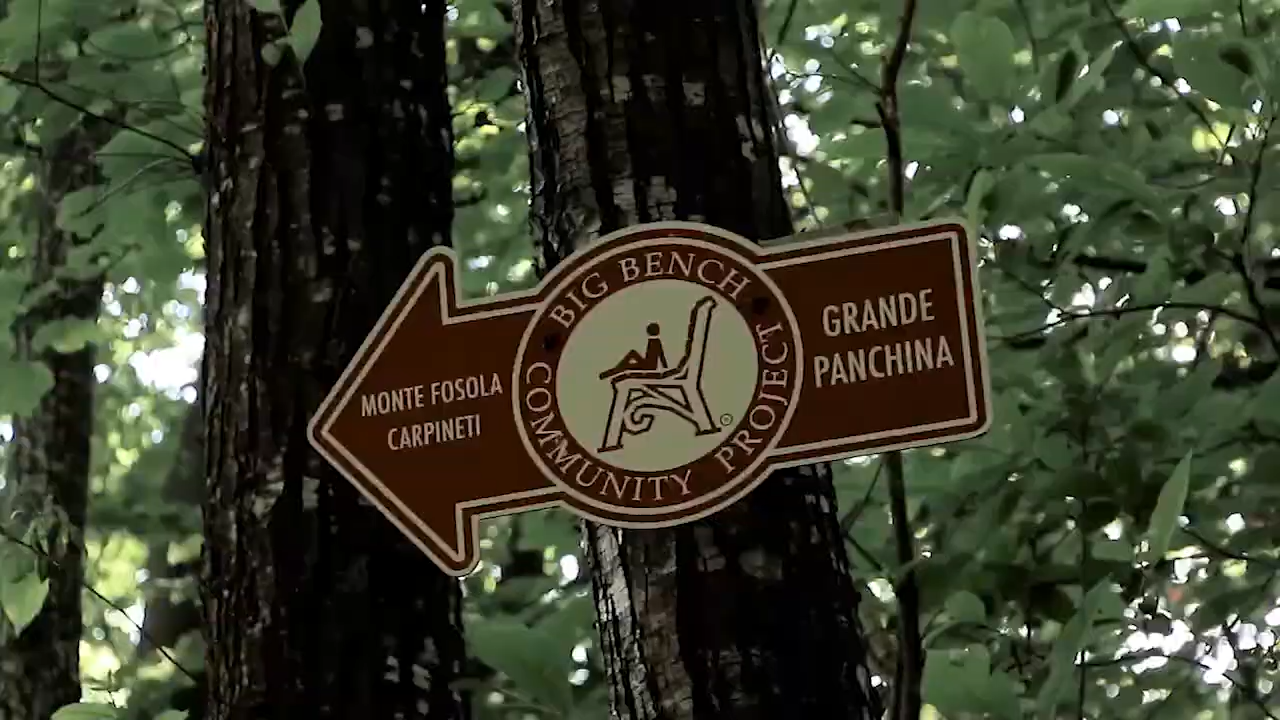 MONTE FOSOLA
CARPINETI
BIG BENCH
COMMUNITY PROJECT
®
GRANDE
PANCHINA